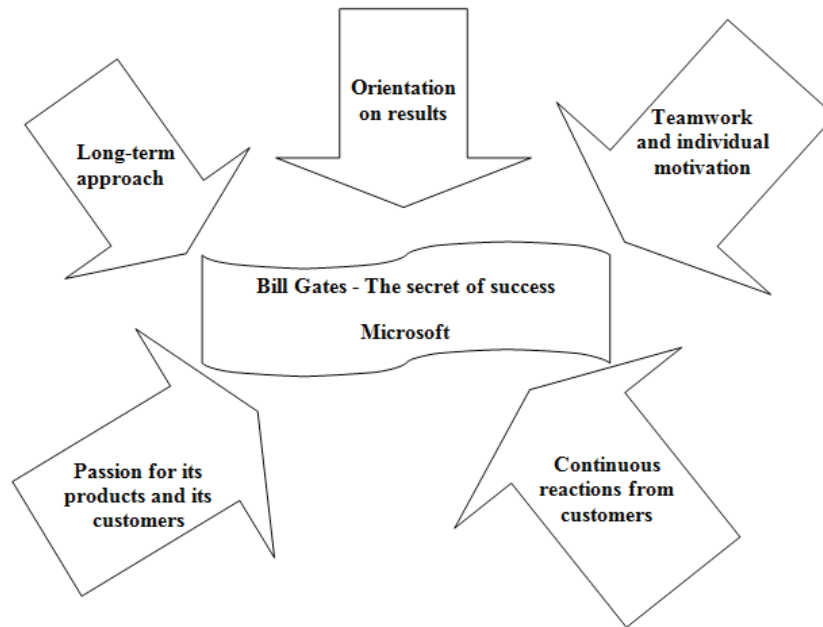 Orientation
on results
Long-term
approach
Teamwork
and individual
motivation
Bill Gates - The secret of success
Microsoft
Passion for its
products and its
customers
Continuous
reactions from
customers